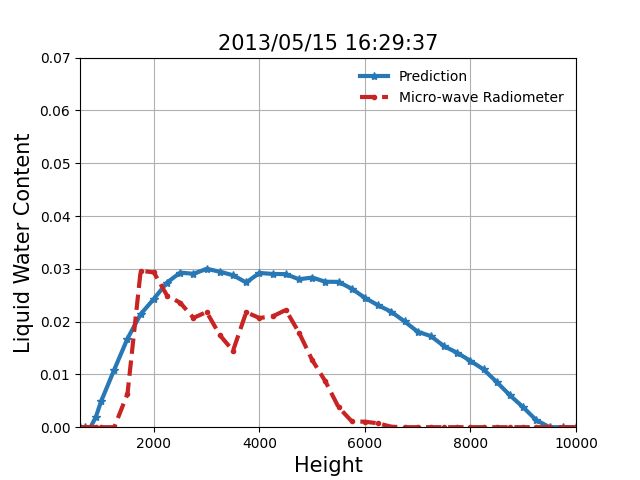 2013/05/15 16:29:37
0.07
0.06
0.05
0.04
0.03
0.02
0.01
0.00
Liquid Water Content
Prediction
Micro-wave Radiometer
2000 4000 6000 8000 10000
Height